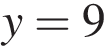 y = 9